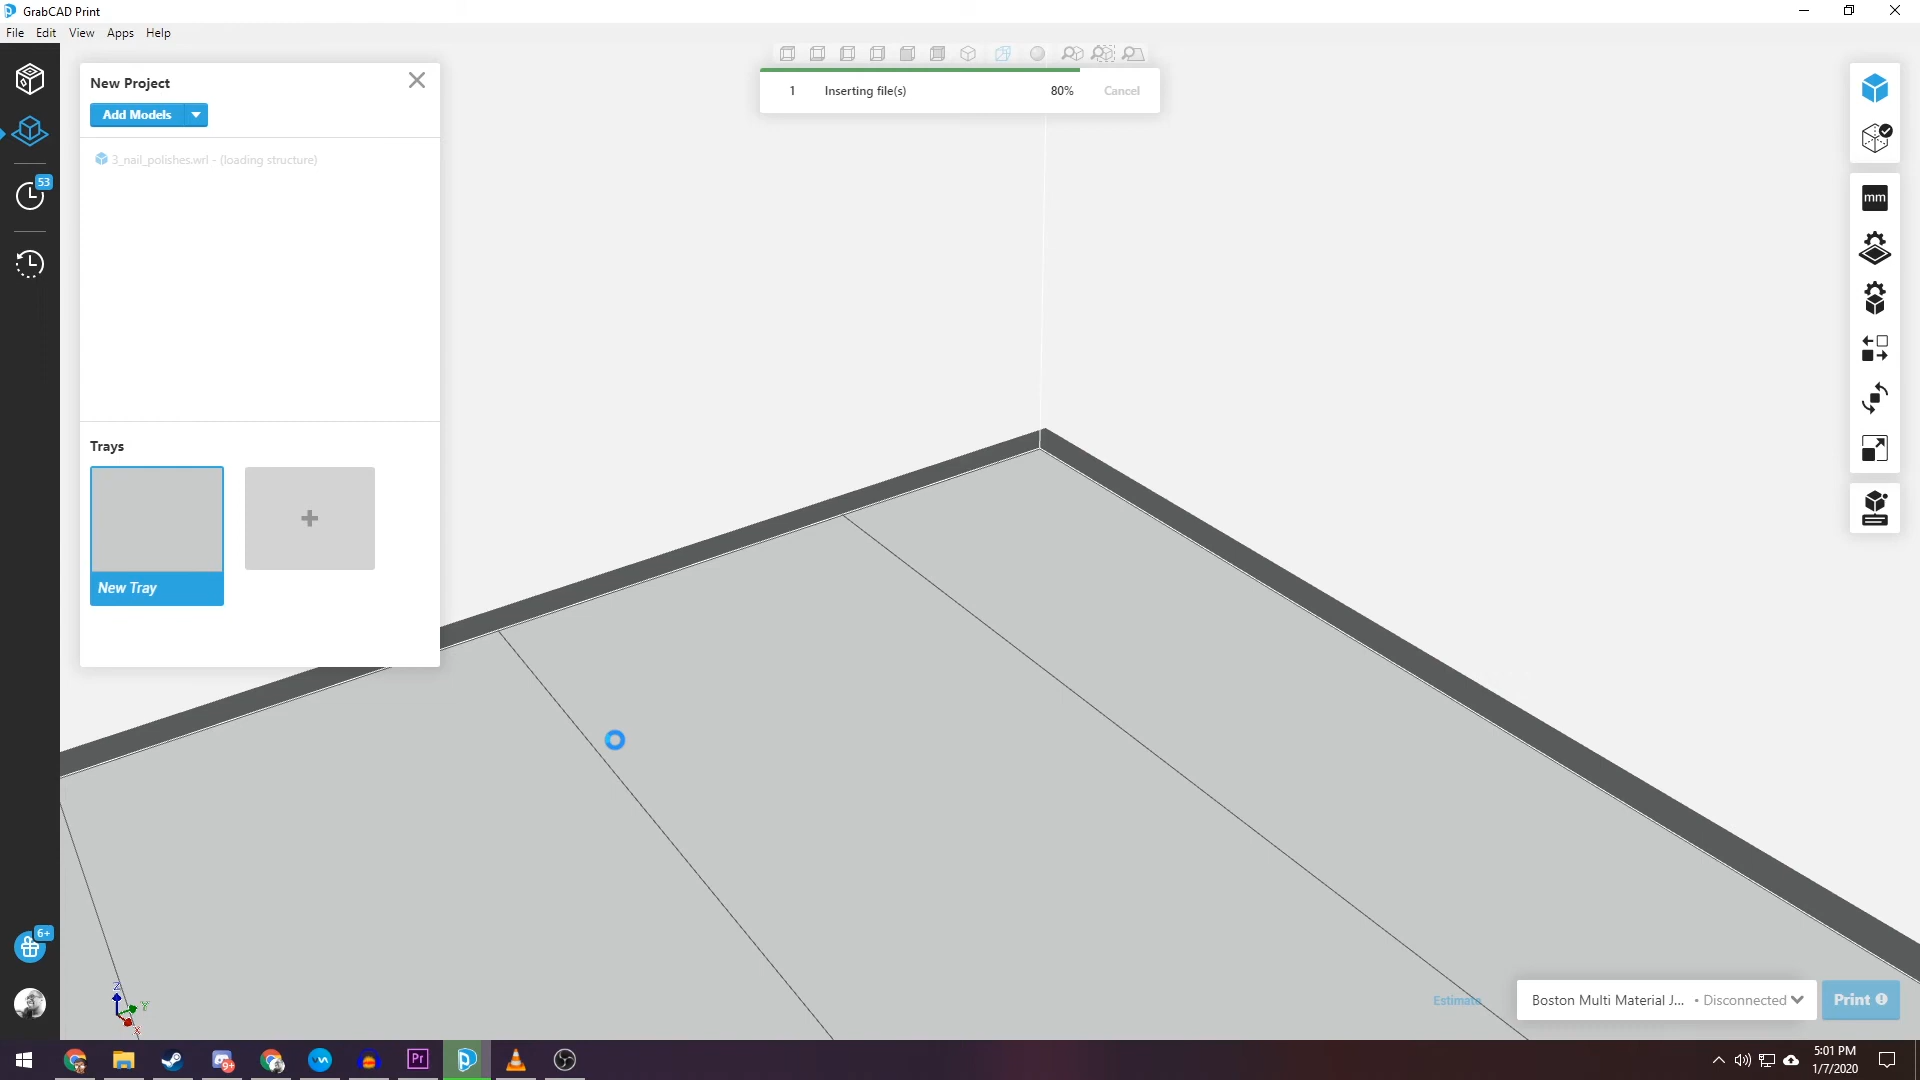 GrabCAD Print
File Edit View Apps Help
New Project
Add Models
1 Inserting file(s) 80% Cancel
3_nail_polishes.wrl - (loading structure)
53
mm
Trays
New Tray
6+
Z
Y
X
Estimate
Boston Multi Material J... • Disconnected
Print
9+
Pr
5:01 PM
1/7/2020